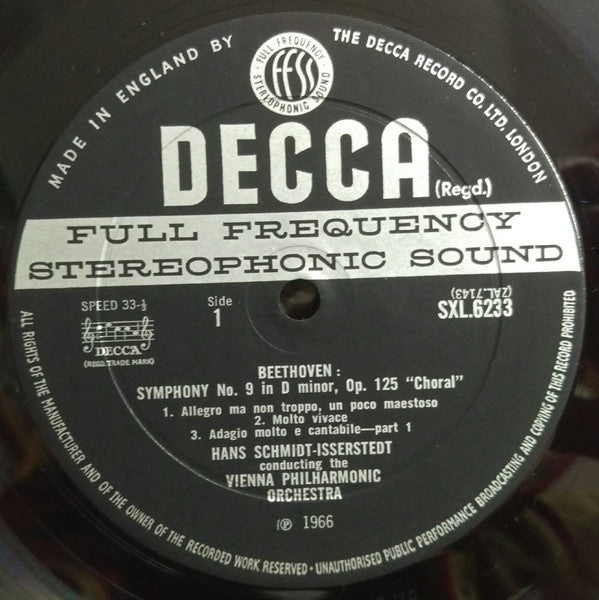 MADE IN ENGLAND BY
THE DECCA RECORD CO. LTD. LONDON
FULL FREQUENCY
FFSS
STEREOPHONIC SOUND
DECCA (Regd.)
FULL FREQUENCY
STEREOPHONIC SOUND
SPEED 33-⅓
Side
1
(ZAL.7143)
SXL.6233
DECCA
(REGD. TRADE MARK)
BEETHOVEN:
SYMPHONY No. 9 in D minor, Op. 125 "Choral"
1. Allegro ma non troppo, un poco maestoso
2. Molto vivace
3. Adagio molto e cantabile—part 1
HANS SCHMIDT-ISSERSTEDT
conducting the
VIENNA PHILHARMONIC
ORCHESTRA
℗ 1966
ALL RIGHTS OF THE MANUFACTURER AND OF THE OWNER OF THE RECORDED WORK RESERVED • UNAUTHORISED PUBLIC PERFORMANCE BROADCASTING AND COPYING OF THIS RECORD PROHIBITED